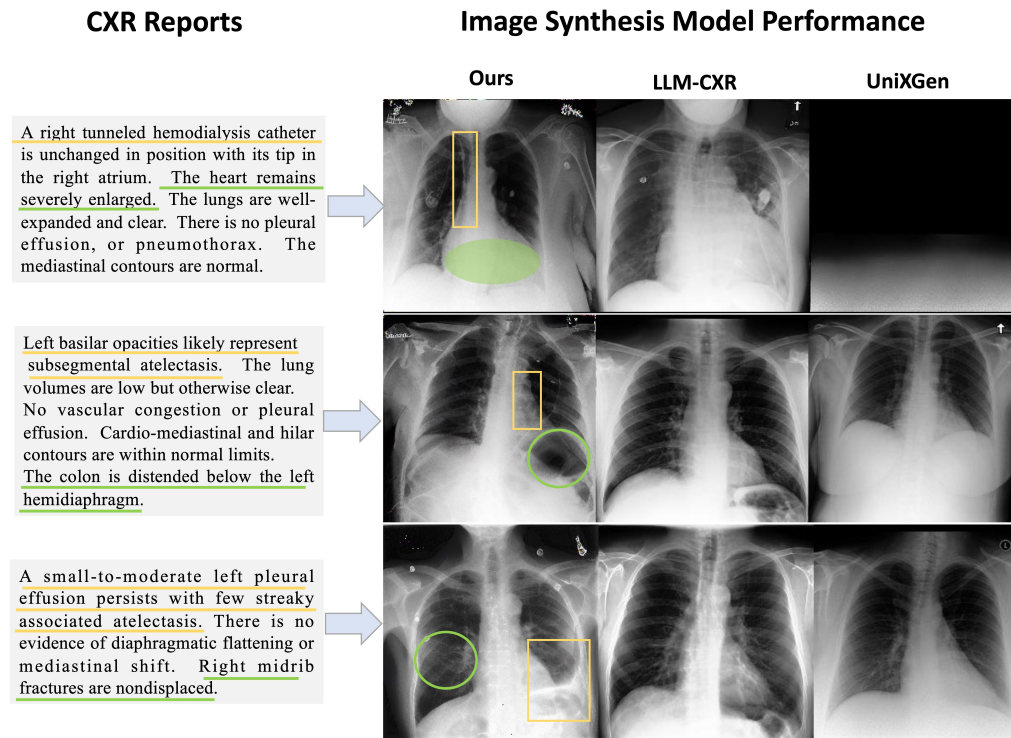 CXR Reports
Image Synthesis Model Performance
Ours
LLM-CXR
UniXGen
A right tunneled hemodialysis catheter
is unchanged in position with its tip in
the right atrium. The heart remains
severely enlarged. The lungs are well-
expanded and clear. There is no pleural
effusion, or pneumothorax. The
mediastinal contours are normal.
Left basilar opacities likely represent
subsegmental atelectasis. The lung
volumes are low but otherwise clear.
No vascular congestion or pleural
effusion. Cardio-mediastinal and hilar
contours are within normal limits.
The colon is distended below the left
hemidiaphragm.
A small-to-moderate left pleural
effusion persists with few streaky
associated atelectasis. There is no
evidence of diaphragmatic flattening or
mediastinal shift. Right midrib
fractures are nondisplaced.